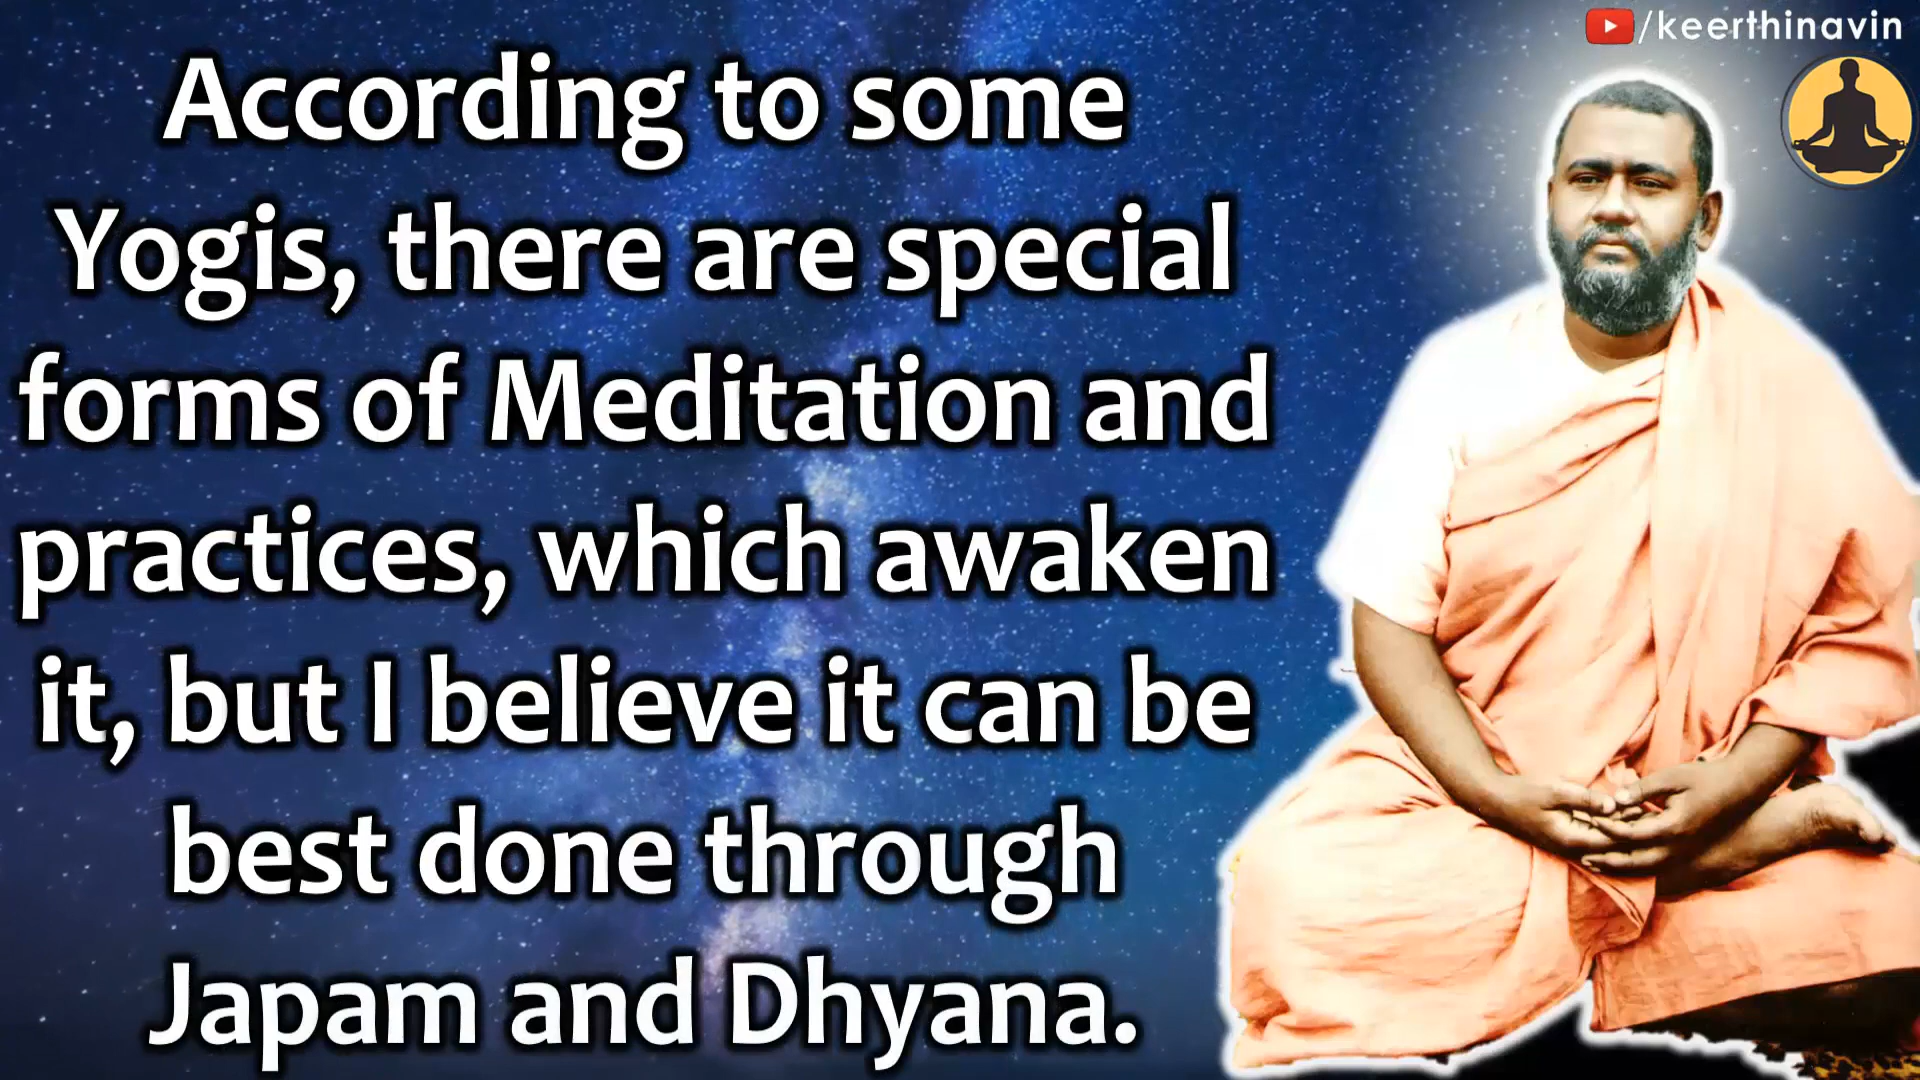 /keerthinavin
According to some
Yogis, there are special
forms of Meditation and
practices, which awaken
it, but I believe it can be
best done through
Japam and Dhyana.